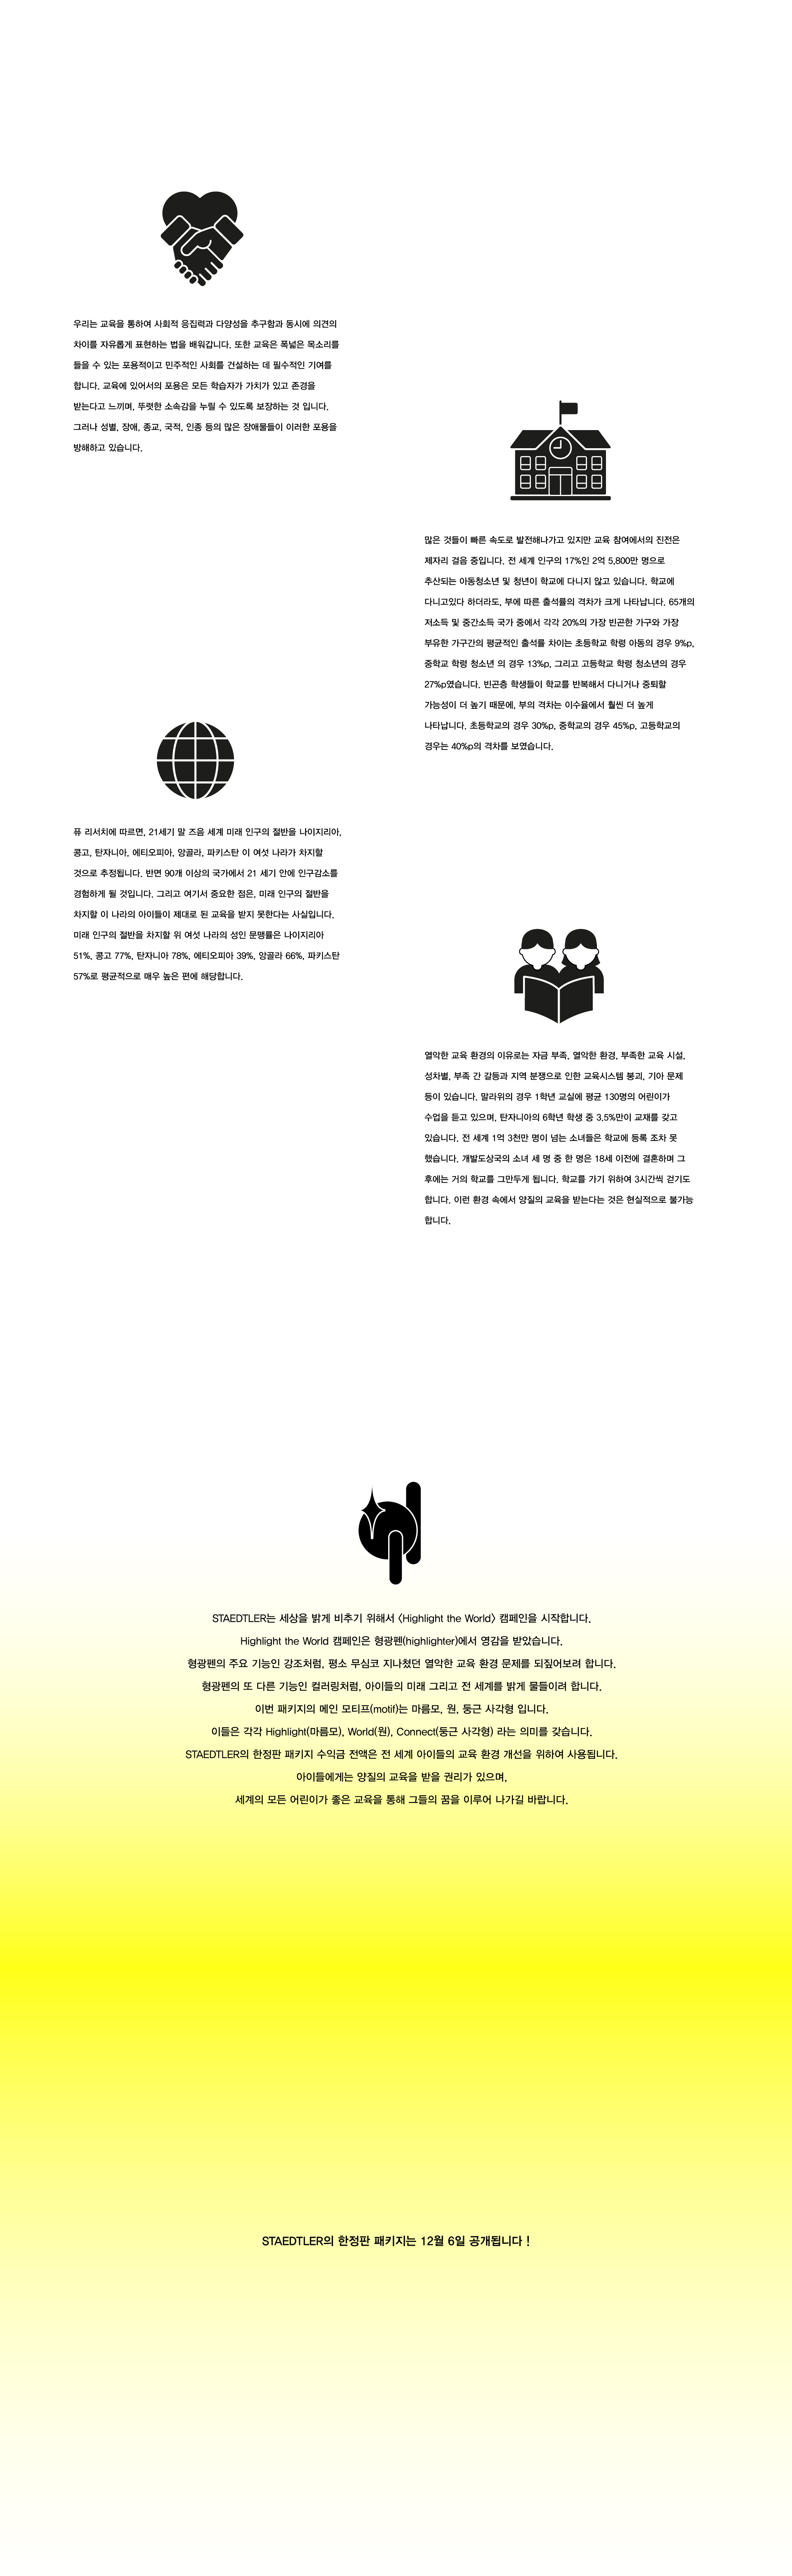 우리는 교육을 통하여 사회적 응집력과 다양성을 추구함과 동시에 의견의
차이를 자유롭게 표현하는 법을 배워갑니다. 또한 교육은 폭넓은 목소리를
들을 수 있는 포용적이고 민주적인 사회를 건설하는 데 필수적인 기여를
합니다. 교육에 있어서의 포용은 모든 학습자가 가치가 있고 존경을
받는다고 느끼며, 뚜렷한 소속감을 누릴 수 있도록 보장하는 것 입니다.
그러나 성별, 장애, 종교, 국적, 인종 등의 많은 장애물들이 이러한 포용을
방해하고 있습니다.
많은 것들이 빠른 속도로 발전해나가고 있지만 교육 참여에서의 진전은
제자리 걸음 중입니다. 전 세계 인구의 17%인 2억 5,800만 명으로
추산되는 아동청소년 및 청년이 학교에 다니지 않고 있습니다. 학교에
다니고있다 하더라도, 부에 따른 출석률의 격차가 크게 나타납니다. 65개의
저소득 및 중간소득 국가 중에서 각각 20%의 가장 빈곤한 가구와 가장
부유한 가구간의 평균적인 출석률 차이는 초등학교 학령 아동의 경우 9%p,
중학교 학령 청소년 의 경우 13%p, 그리고 고등학교 학령 청소년의 경우
27%p였습니다. 빈곤층 학생들이 학교를 반복해서 다니거나 중퇴할
가능성이 더 높기 때문에, 부의 격차는 이수율에서 훨씬 더 높게
나타납니다. 초등학교의 경우 30%p, 중학교의 경우 45%p, 고등학교의
경우는 40%p의 격차를 보였습니다.
퓨 리서치에 따르면, 21세기 말 즈음 세계 미래 인구의 절반을 나이지리아,
콩고, 탄자니아, 에티오피아, 앙골라, 파키스탄 이 여섯 나라가 차지할
것으로 추정됩니다. 반면 90개 이상의 국가에서 21 세기 안에 인구감소를
경험하게 될 것입니다. 그리고 여기서 중요한 점은, 미래 인구의 절반을
차지할 이 나라의 아이들이 제대로 된 교육을 받지 못한다는 사실입니다.
미래 인구의 절반을 차지할 위 여섯 나라의 성인 문맹률은 나이지리아
51%, 콩고 77%, 탄자니아 78%, 에티오피아 39%, 앙골라 66%, 파키스탄
57%로 평균적으로 매우 높은 편에 해당합니다.
열악한 교육 환경의 이유로는 자금 부족, 열악한 환경, 부족한 교육 시설,
성차별, 부족 간 갈등과 지역 분쟁으로 인한 교육시스템 붕괴, 기아 문제
등이 있습니다. 말라위의 경우 1학년 교실에 평균 130명의 어린이가
수업을 듣고 있으며, 탄자니아의 6학년 학생 중 3.5%만이 교재를 갖고
있습니다. 전 세계 1억 3천만 명이 넘는 소녀들은 학교에 등록 조차 못
했습니다. 개발도상국의 소녀 세 명 중 한 명은 18세 이전에 결혼하며 그
후에는 거의 학교를 그만두게 됩니다. 학교를 가기 위하여 3시간씩 걷기도
합니다. 이런 환경 속에서 양질의 교육을 받는다는 것은 현실적으로 불가능
합니다.
STAEDTLER는 세상을 밝게 비추기 위해서 <Highlight the World> 캠페인을 시작합니다.
Highlight the World 캠페인은 형광펜(highlighter)에서 영감을 받았습니다.
형광펜의 주요 기능인 강조처럼, 평소 무심코 지나쳤던 열악한 교육 환경 문제를 되짚어보려 합니다.
형광펜의 또 다른 기능인 컬러링처럼, 아이들의 미래 그리고 전 세계를 밝게 물들이려 합니다.
이번 패키지의 메인 모티프(motif)는 마름모, 원, 둥근 사각형 입니다.
이들은 각각 Highlight(마름모), World(원), Connect(둥근 사각형) 라는 의미를 갖습니다.
STAEDTLER의 한정판 패키지 수익금 전액은 전 세계 아이들의 교육 환경 개선을 위하여 사용됩니다.
아이들에게는 양질의 교육을 받을 권리가 있으며,
세계의 모든 어린이가 좋은 교육을 통해 그들의 꿈을 이루어 나가길 바랍니다.
STAEDTLER의 한정판 패키지는 12월 6일 공개됩니다 !